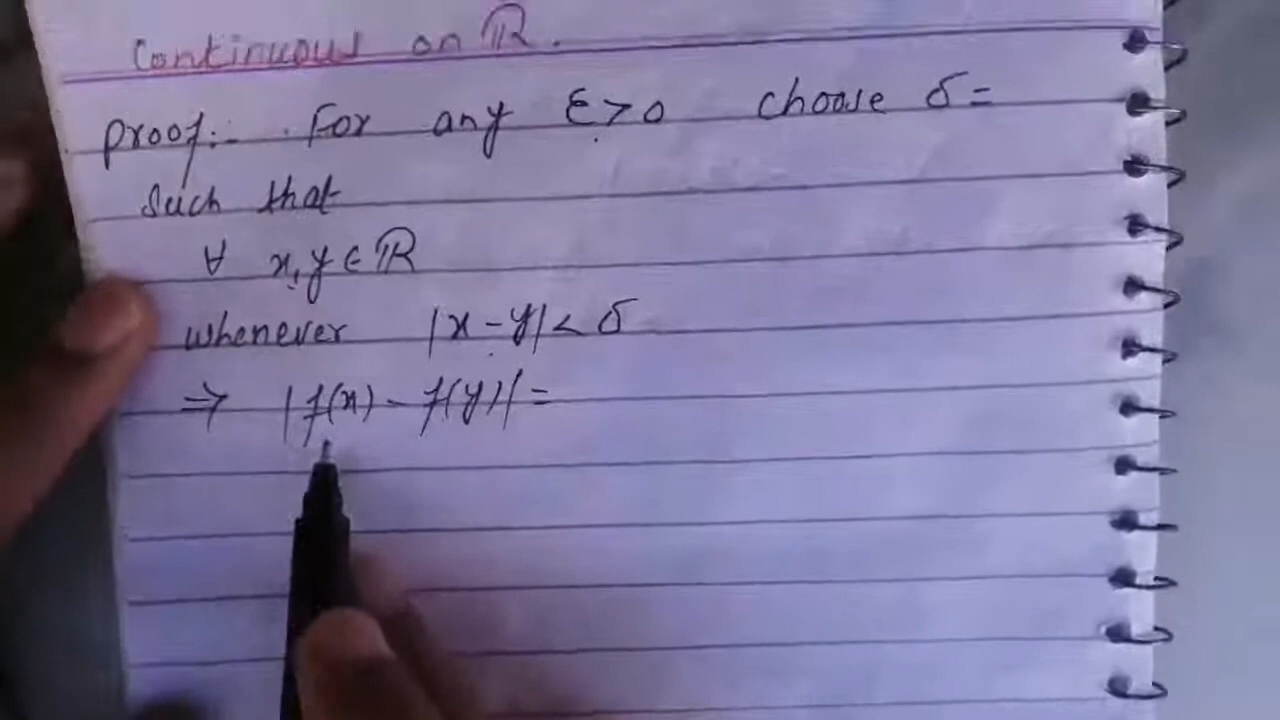 Continuous on ℝ.
Proof:- For any ε>0 choose δ=
Such that
∀ x,y∈ℝ
whenever |x-y|<δ
⇒ |f(x)-f(y)|=